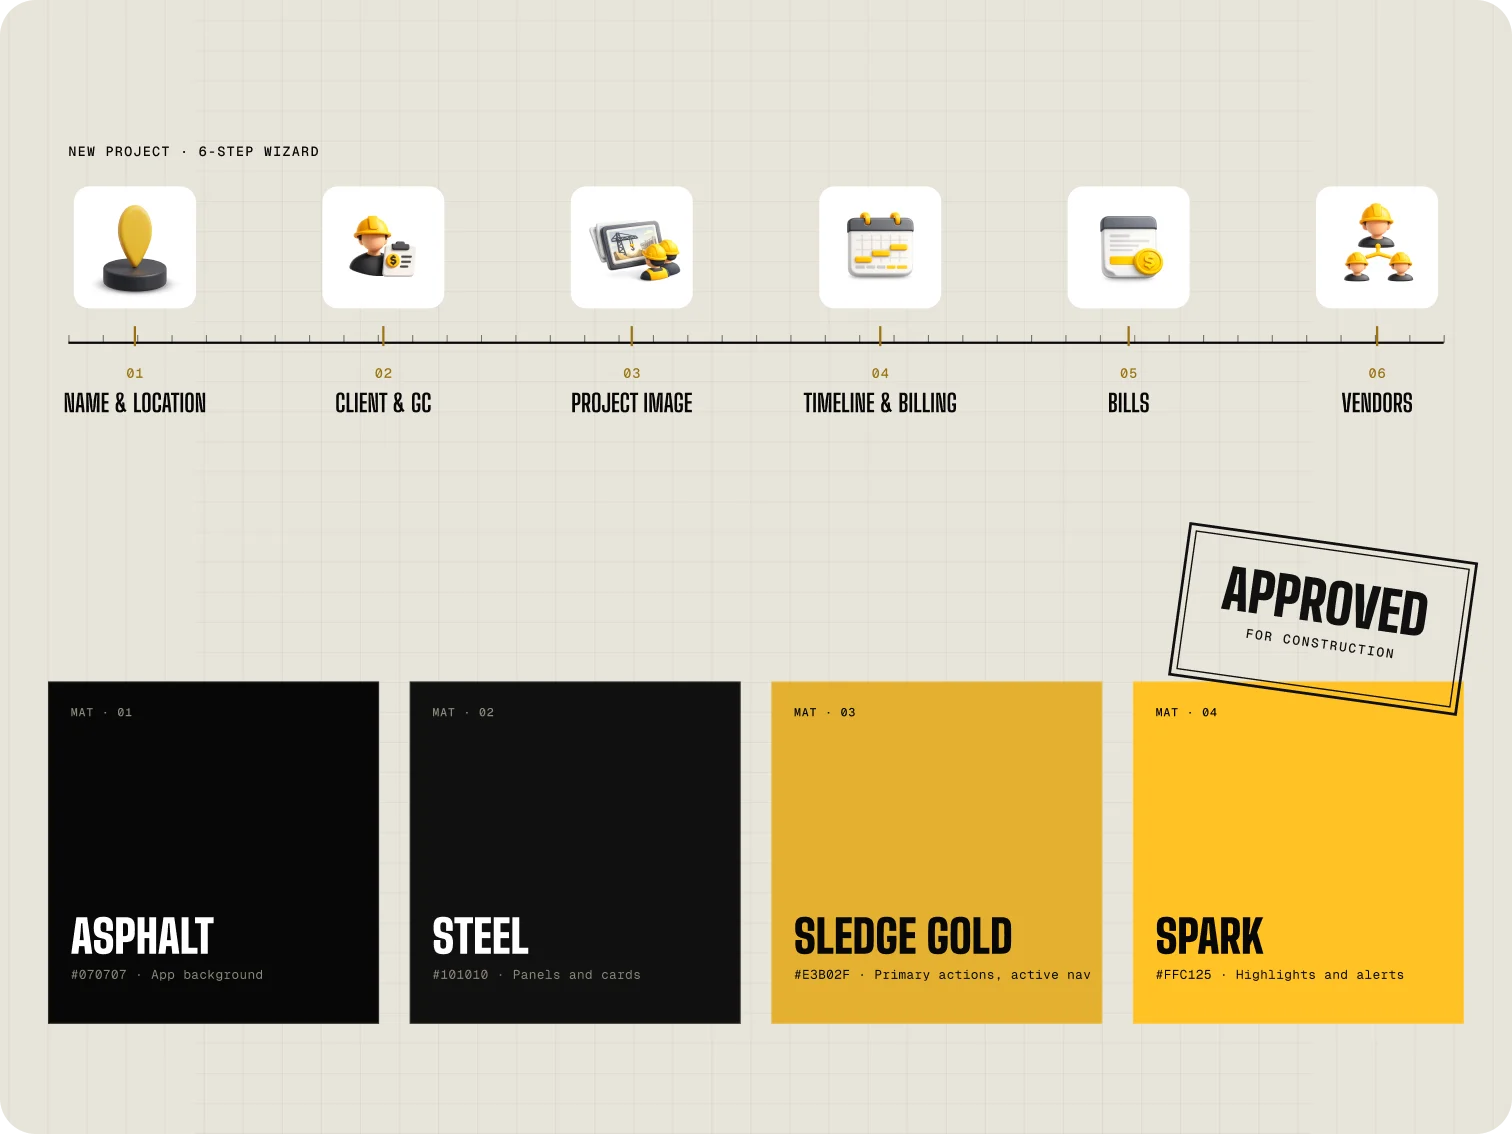 NEW PROJECT · 6-STEP WIZARD
01
NAME & LOCATION
02
CLIENT & GC
03
PROJECT IMAGE
04
TIMELINE & BILLING
05
BILLS
06
VENDORS
APPROVED
FOR CONSTRUCTION
MAT · 01
ASPHALT
#070707 · App background
MAT · 02
STEEL
#101010 · Panels and cards
MAT · 03
SLEDGE GOLD
#E3B02F · Primary actions, active nav
MAT · 04
SPARK
#FFC125 · Highlights and alerts